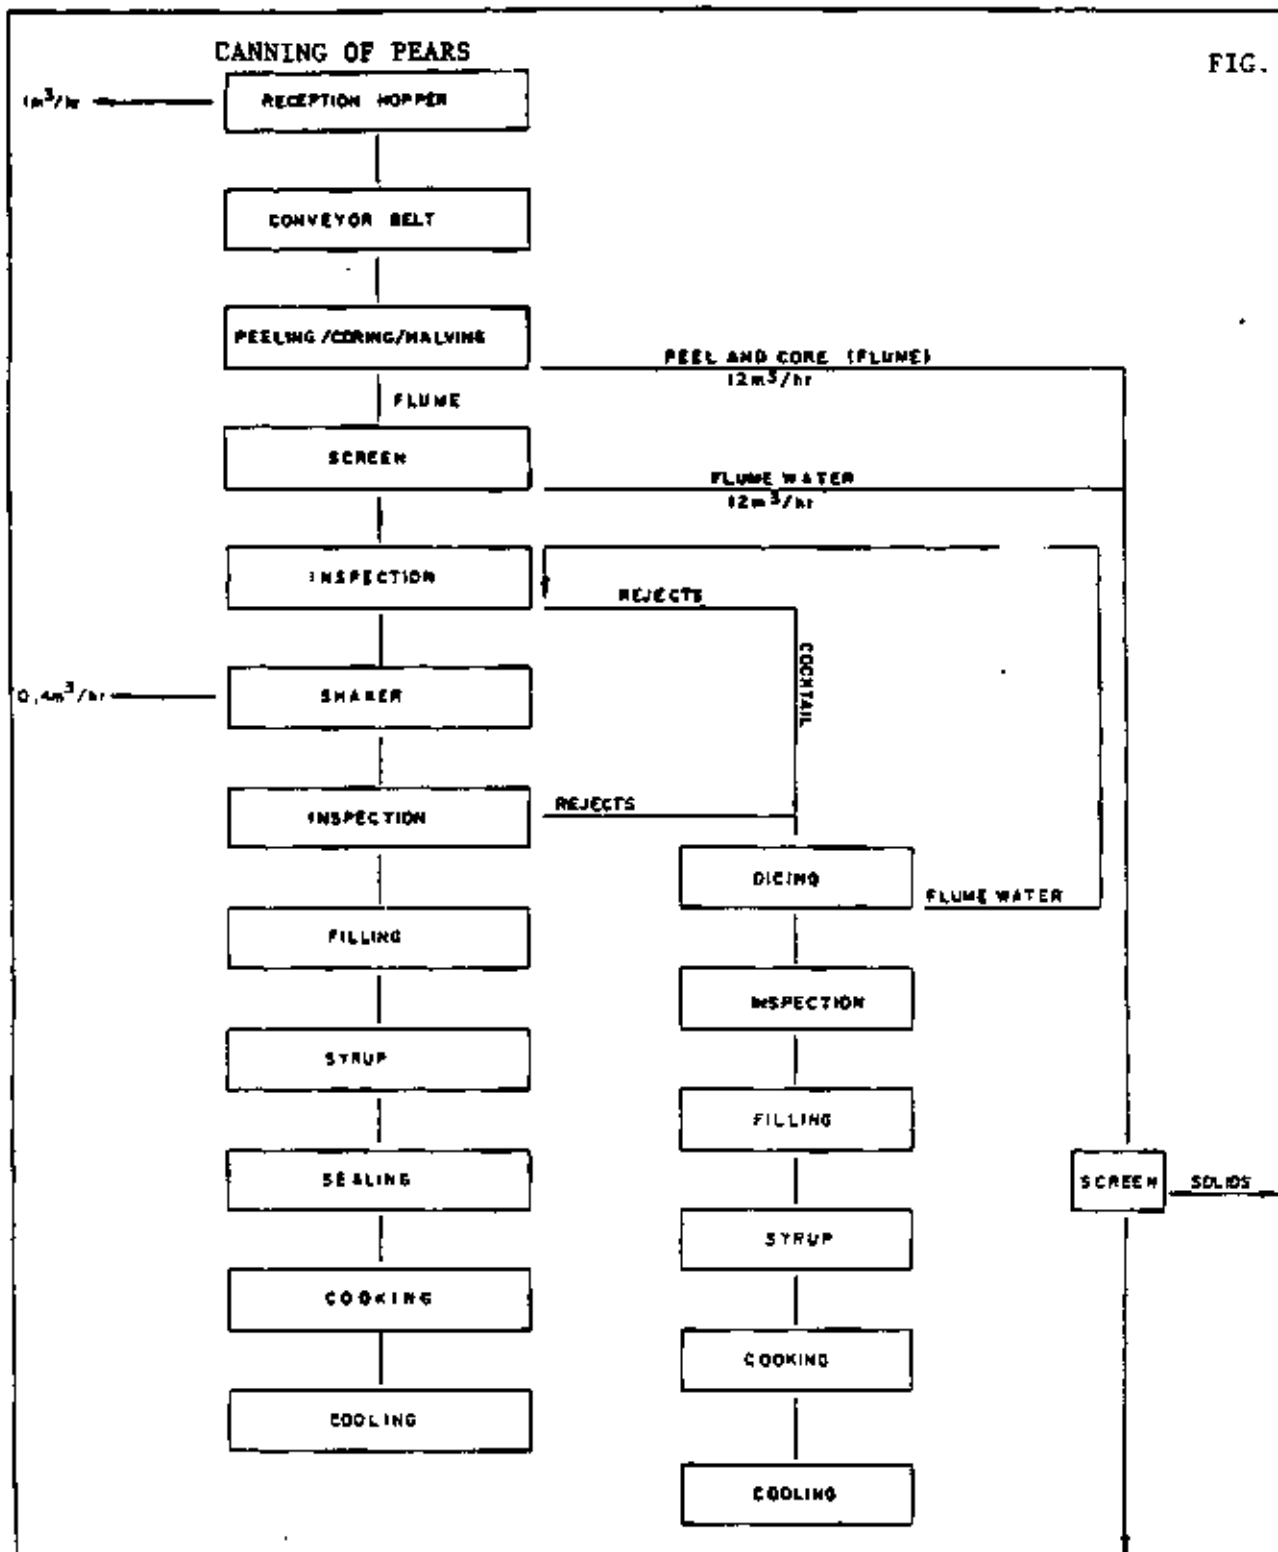 CANNING OF PEARS
FIG.
1m³/hr
RECEPTION HOPPER
CONVEYOR BELT
PEELING/CORING/HALVING
PEEL AND CORE (FLUME)
12m³/hr
FLUME
SCREEN
FLUME WATER
12m³/hr
INSPECTION
REJECTS
COCKTAIL
0,4m³/hr
SHAKER
INSPECTION
REJECTS
DICING
FLUME WATER
FILLING
INSPECTION
SYRUP
FILLING
SEALING
SCREEN
SOLIDS
SYRUP
COOKING
COOKING
COOLING
COOLING